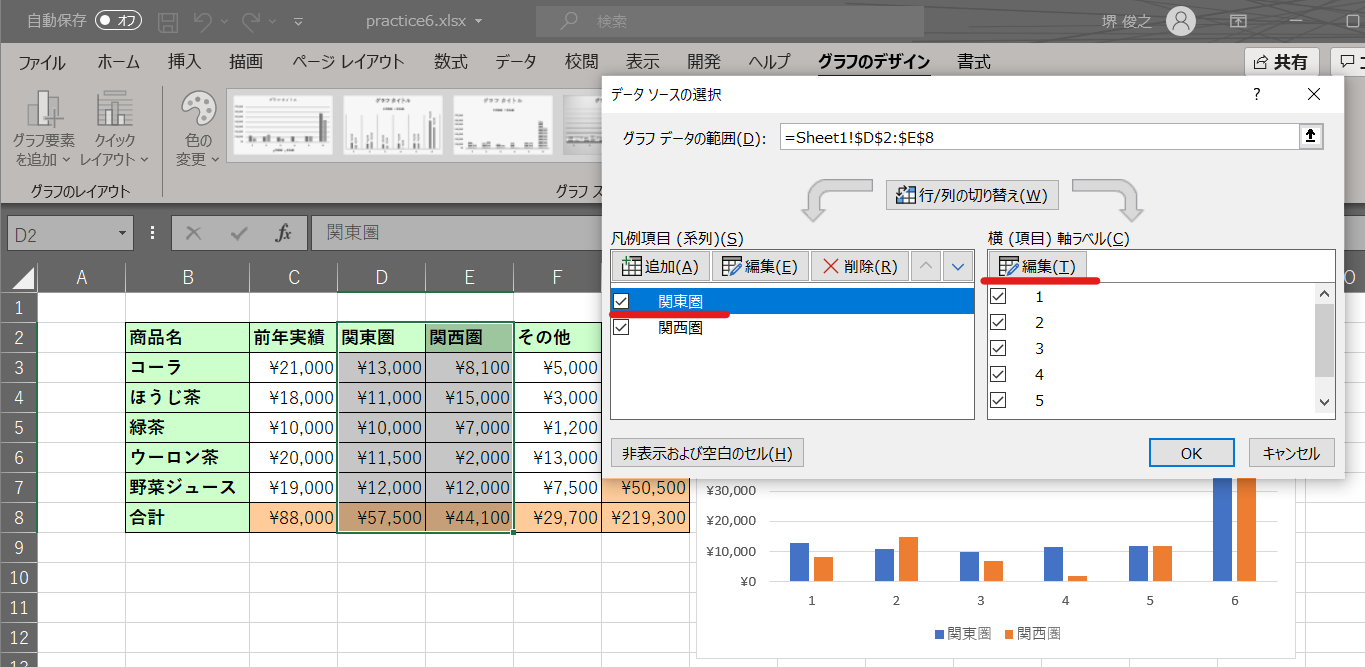 自動保存 オフ practice6.xlsx 検索 堺 俊之
ファイル ホーム 挿入 描画 ページ レイアウト 数式 データ 校閲 表示 開発 ヘルプ グラフのデザイン 書式 共有
グラフ要素を追加
クイックレイアウト
色の変更
グラフのレイアウト
グラフ ス
データ ソースの選択 ?
グラフ データの範囲(D): =Sheet1!$D$2:$E$8
行/列の切り替え(W)
凡例項目 (系列)(S)
追加(A) 編集(E) 削除(R)
関東圏
関西圏
横 (項目) 軸ラベル(C)
編集(T)
1
2
3
4
5
非表示および空白のセル(H) OK キャンセル
D2 fx 関東圏
A B C D E F O
1
2 商品名 前年実績 関東圏 関西圏 その他
3 コーラ ¥21,000 ¥13,000 ¥8,100 ¥5,000
4 ほうじ茶 ¥18,000 ¥11,000 ¥15,000 ¥3,000
5 緑茶 ¥10,000 ¥10,000 ¥7,000 ¥1,200
6 ウーロン茶 ¥20,000 ¥11,500 ¥2,000 ¥13,000
7 野菜ジュース ¥19,000 ¥12,000 ¥12,000 ¥7,500 ¥50,500
8 合計 ¥88,000 ¥57,500 ¥44,100 ¥29,700 ¥219,300
9
10
11
12
¥30,000
¥20,000
¥10,000
¥0
1 2 3 4 5 6
関東圏 関西圏